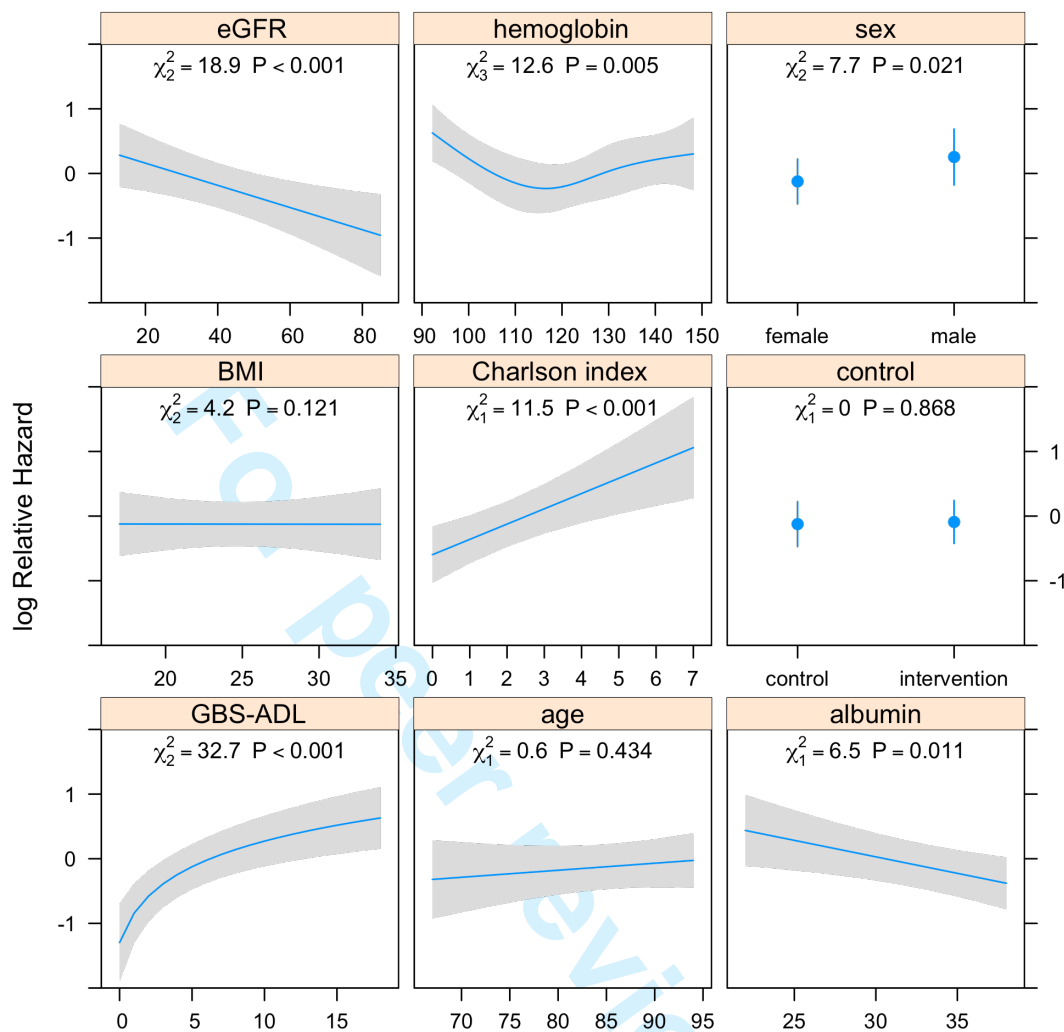 eGFR hemoglobin sex
χ²₂ = 18.9 P < 0.001 χ²₃ = 12.6 P = 0.005 χ²₂ = 7.7 P = 0.021
1
0
-1
20 40 60 80 90 100 110 120 130 140 150 female male
BMI Charlson index control
χ²₂ = 4.2 P = 0.121 χ²₁ = 11.5 P < 0.001 χ²₁ = 0 P = 0.868
log Relative Hazard
1
0
-1
20 25 30 35 0 1 2 3 4 5 6 7 control intervention
GBS-ADL age albumin
χ²₂ = 32.7 P < 0.001 χ²₁ = 0.6 P = 0.434 χ²₁ = 6.5 P = 0.011
1
0
-1
0 5 10 15 70 75 80 85 90 95 25 30 35
For peer revie